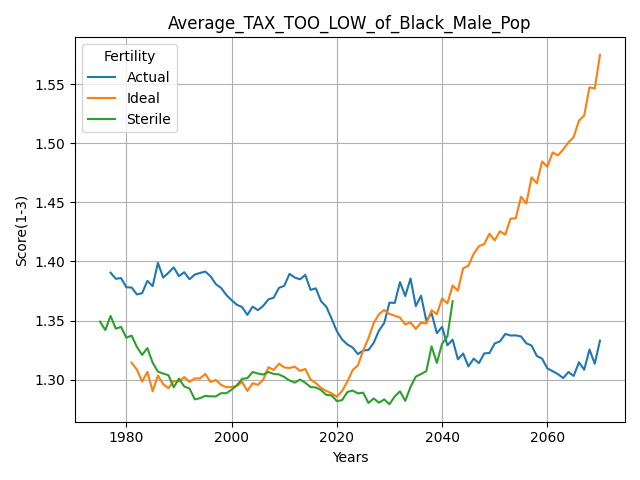 Average_TAX_TOO_LOW_of_Black_Male_Pop
Fertility
Actual
Ideal
Sterile
Score(1-3)
1.55
1.50
1.45
1.40
1.35
1.30
1980
2000
2020
2040
2060
Years